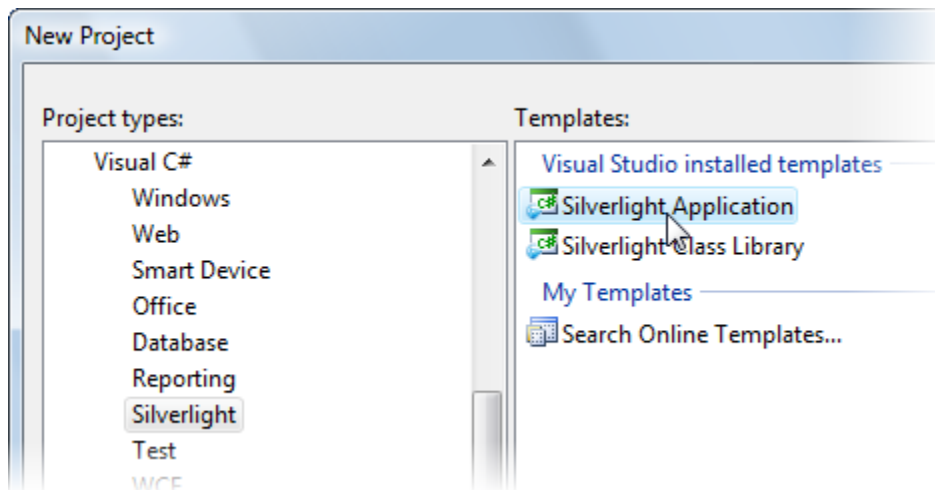 New Project
Project types:
Visual C#
Windows
Web
Smart Device
Office
Database
Reporting
Silverlight
Test
WCF
Templates:
Visual Studio installed templates
Silverlight Application
Silverlight Class Library
My Templates
Search Online Templates...